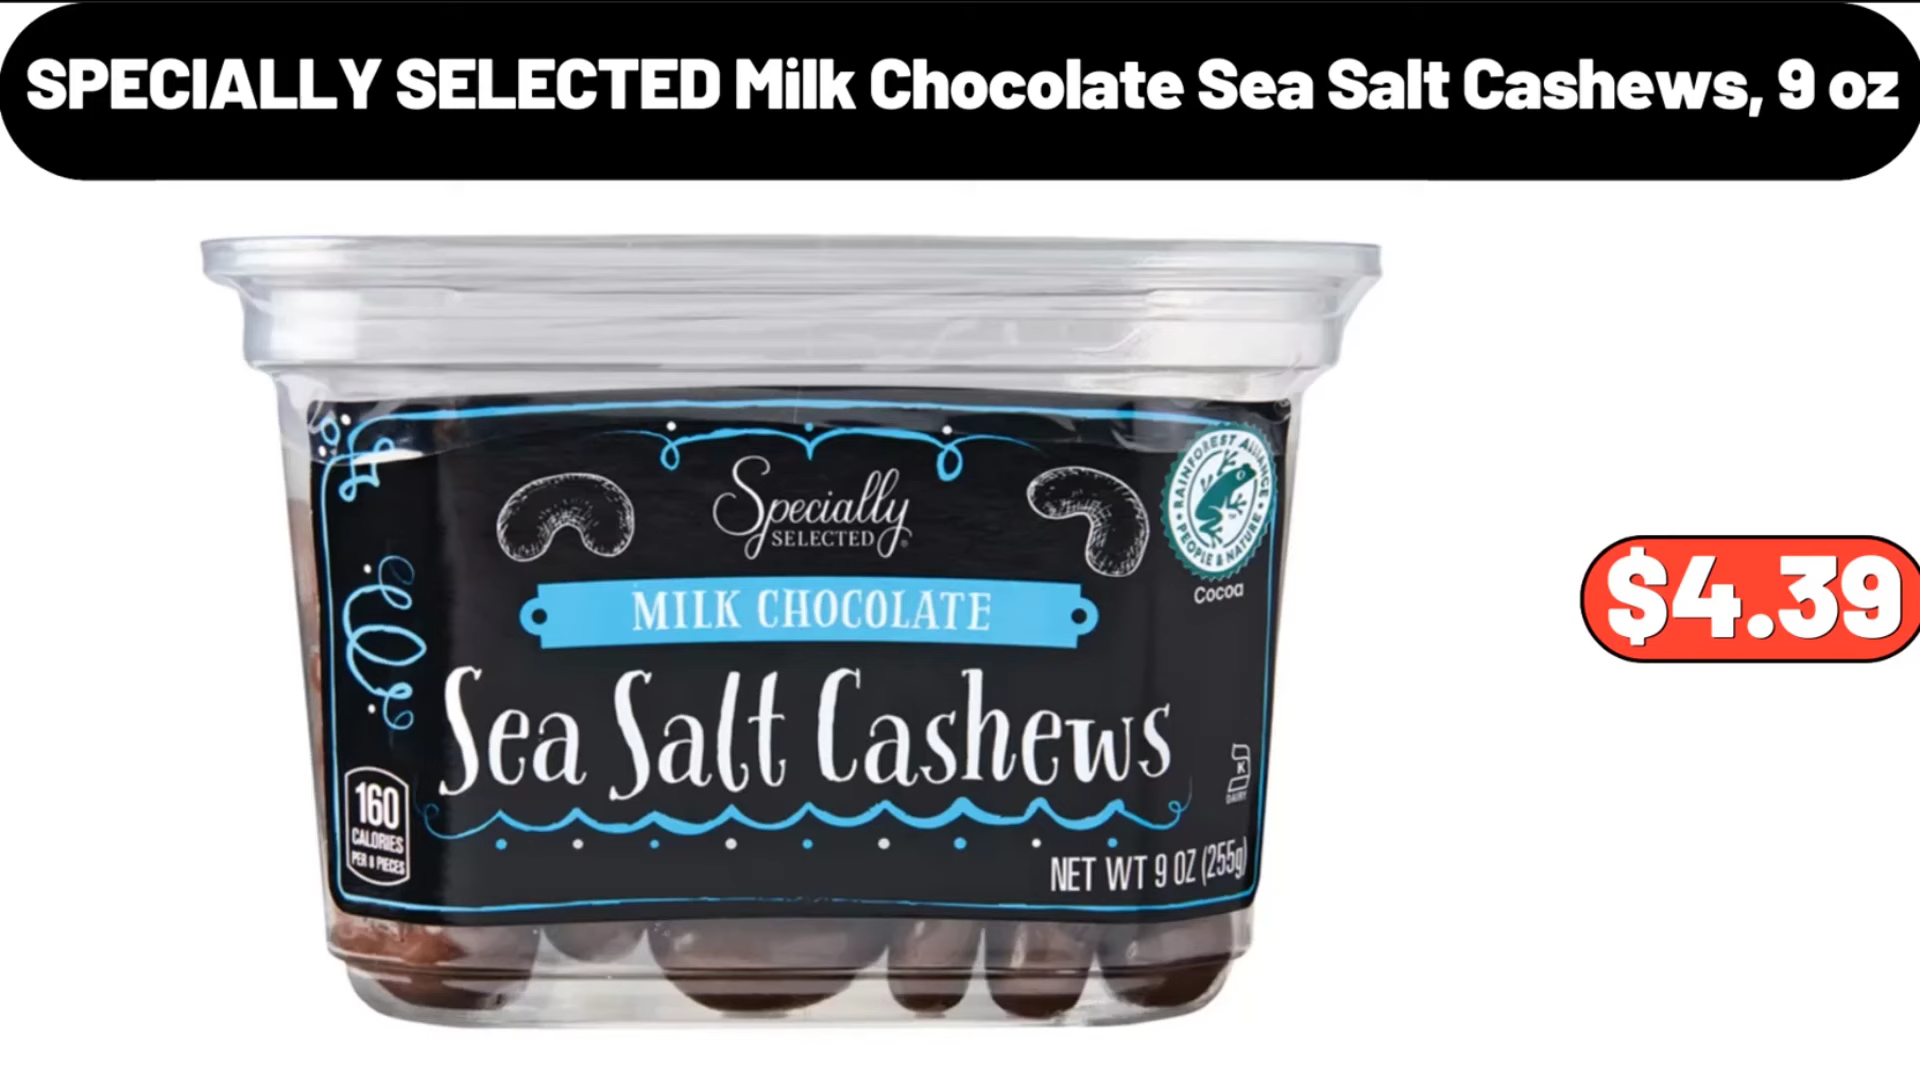 SPECIALLY SELECTED Milk Chocolate Sea Salt Cashews, 9 oz
Specially
SELECTED®
RAINFOREST ALLIANCE
PEOPLE & NATURE
Cocoa
MILK CHOCOLATE
$4.39
Sea Salt Cashews
K
DAIRY
160
CALORIES
PER 8 PIECES
NET WT 9 OZ (255g)